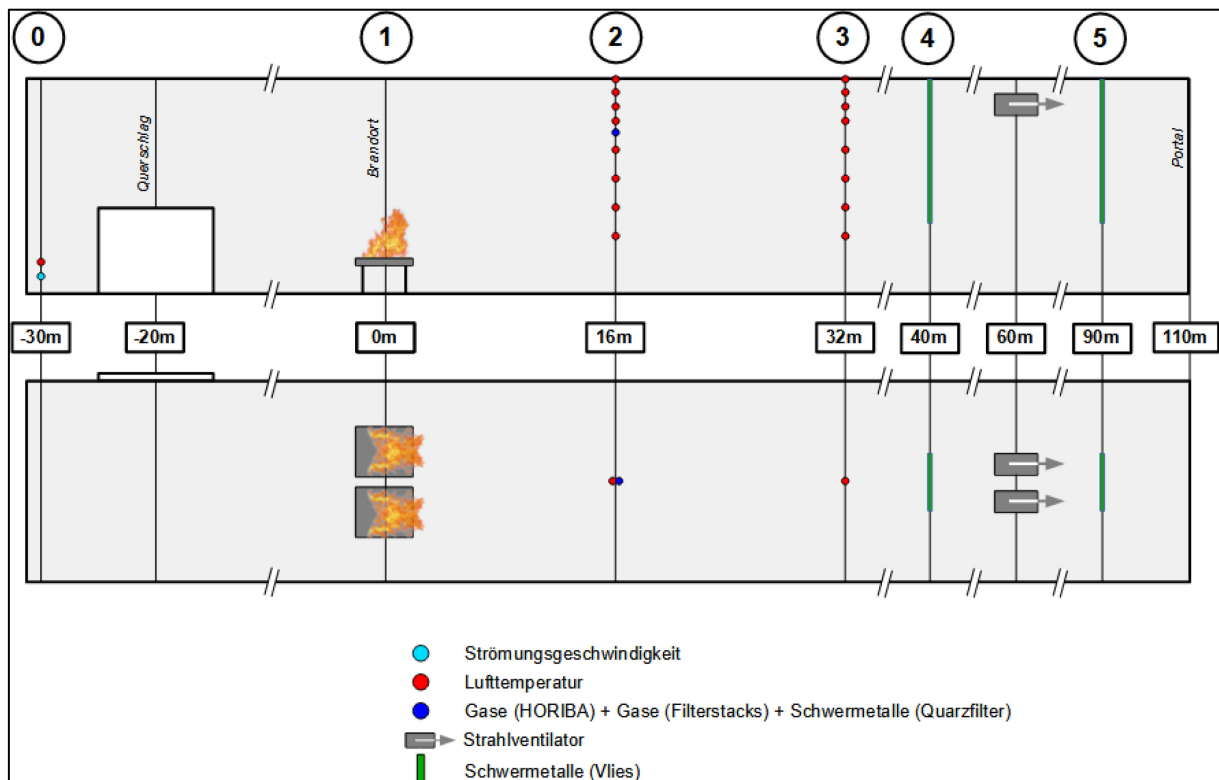 0 1 2 3 4 5
Querschlag
Brandort
Portal
-30m -20m 0m 16m 32m 40m 60m 90m 110m
Strömungsgeschwindigkeit
Lufttemperatur
Gase (HORIBA) + Gase (Filterstacks) + Schwermetalle (Quarzfilter)
Strahlventilator
Schwermetalle (Vlies)